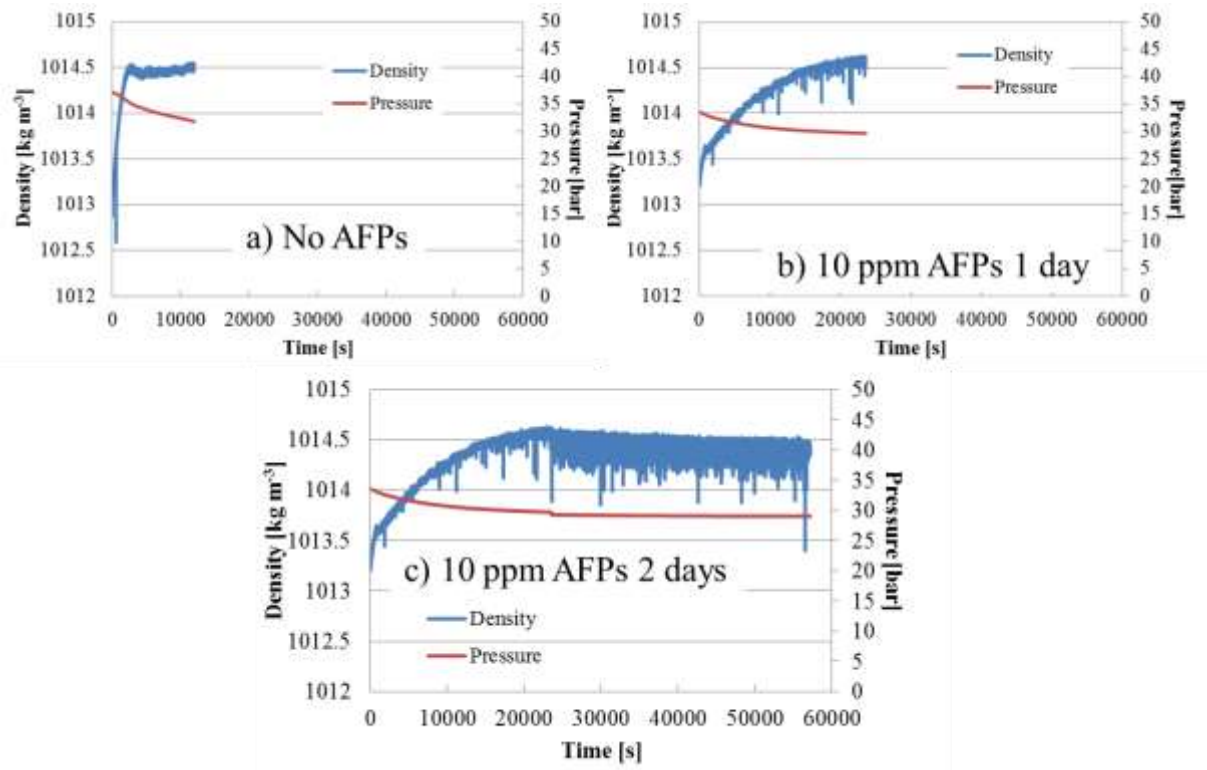 1015
1014.5
1014
1013.5
1013
1012.5
1012
Density [kg m-3]
50
45
40
35
30
25
20
15
10
5
0
Pressure [bar]
Density
Pressure
a) No AFPs
0 10000 20000 30000 40000 50000 60000
Time [s]
1015
1014.5
1014
1013.5
1013
1012.5
1012
Density [kg m-3]
50
45
40
35
30
25
20
15
10
5
0
Pressure[bar]
Density
Pressure
b) 10 ppm AFPs 1 day
0 10000 20000 30000 40000 50000 60000
Time [s]
1015
1014.5
1014
1013.5
1013
1012.5
1012
Density [kg m-3]
50
45
40
35
30
25
20
15
10
5
0
Pressure [bar]
c) 10 ppm AFPs 2 days
Density
Pressure
0 10000 20000 30000 40000 50000 60000
Time [s]